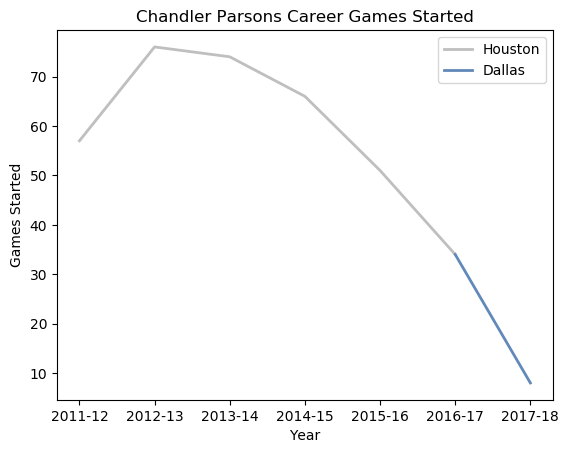 Chandler Parsons Career Games Started
Houston
Dallas
Games Started
70
60
50
40
30
20
10
2011-12 2012-13 2013-14 2014-15 2015-16 2016-17 2017-18
Year